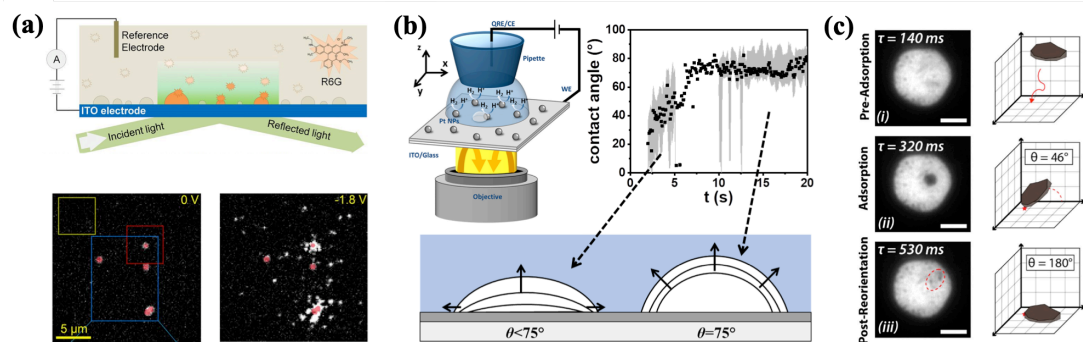 (a)
Reference
Electrode
A
R6G
ITO electrode
Incident light
Reflected light
0 V
5 µm
-1.8 V
(b)
QRE/CE
z
x
y
Pipette
WE
H₂ H⁺
H₂ H⁺
H₂ H⁺
Pt NPs
ITO/Glass
Objective
contact angle (°)
100
80
60
40
20
0
0 5 10 15 20
t (s)
θ<75°
θ=75°
(c)
Pre-Adsorption
τ = 140 ms
(i)
Adsorption
τ = 320 ms
(ii)
θ = 46°
Post-Reorientation
τ = 530 ms
(iii)
θ = 180°